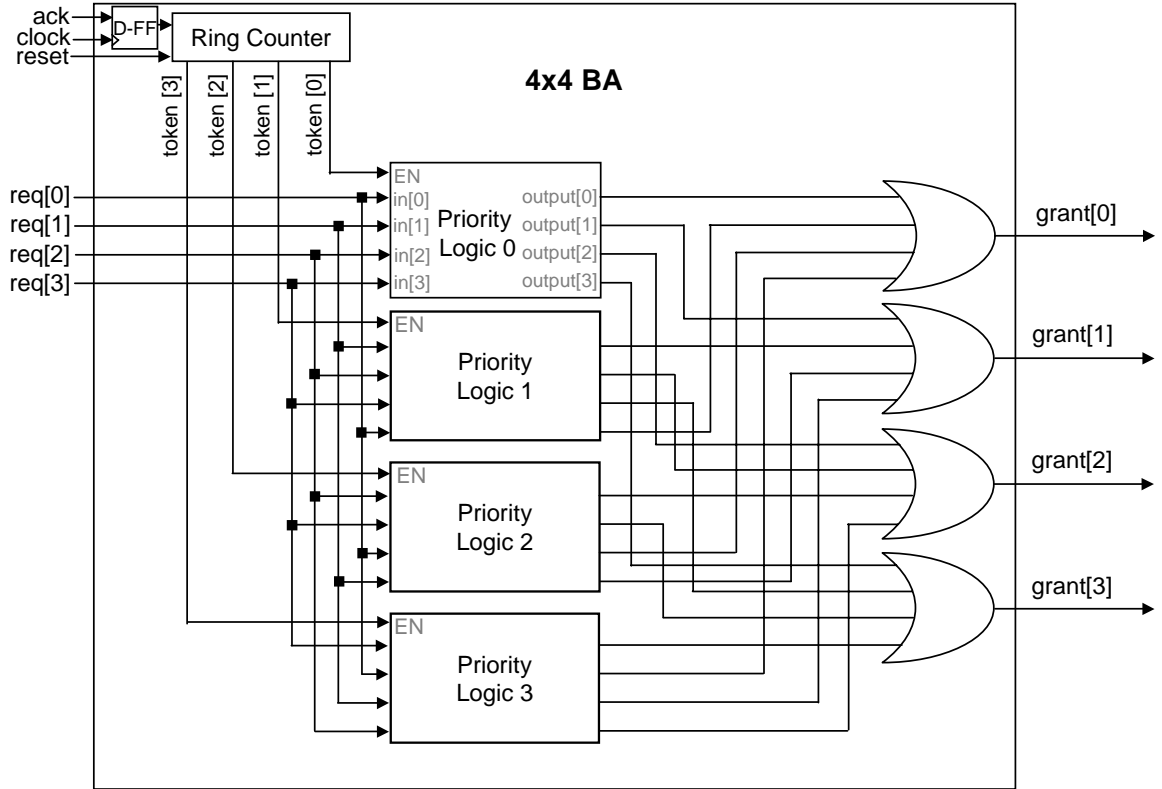 ack
clock
reset
D-FF
Ring Counter
token [3]
token [2]
token [1]
token [0]
4x4 BA
req[0]
req[1]
req[2]
req[3]
EN
in[0]
in[1]
in[2]
in[3]
Priority
Logic 0
output[0]
output[1]
output[2]
output[3]
EN
Priority
Logic 1
EN
Priority
Logic 2
EN
Priority
Logic 3
grant[0]
grant[1]
grant[2]
grant[3]